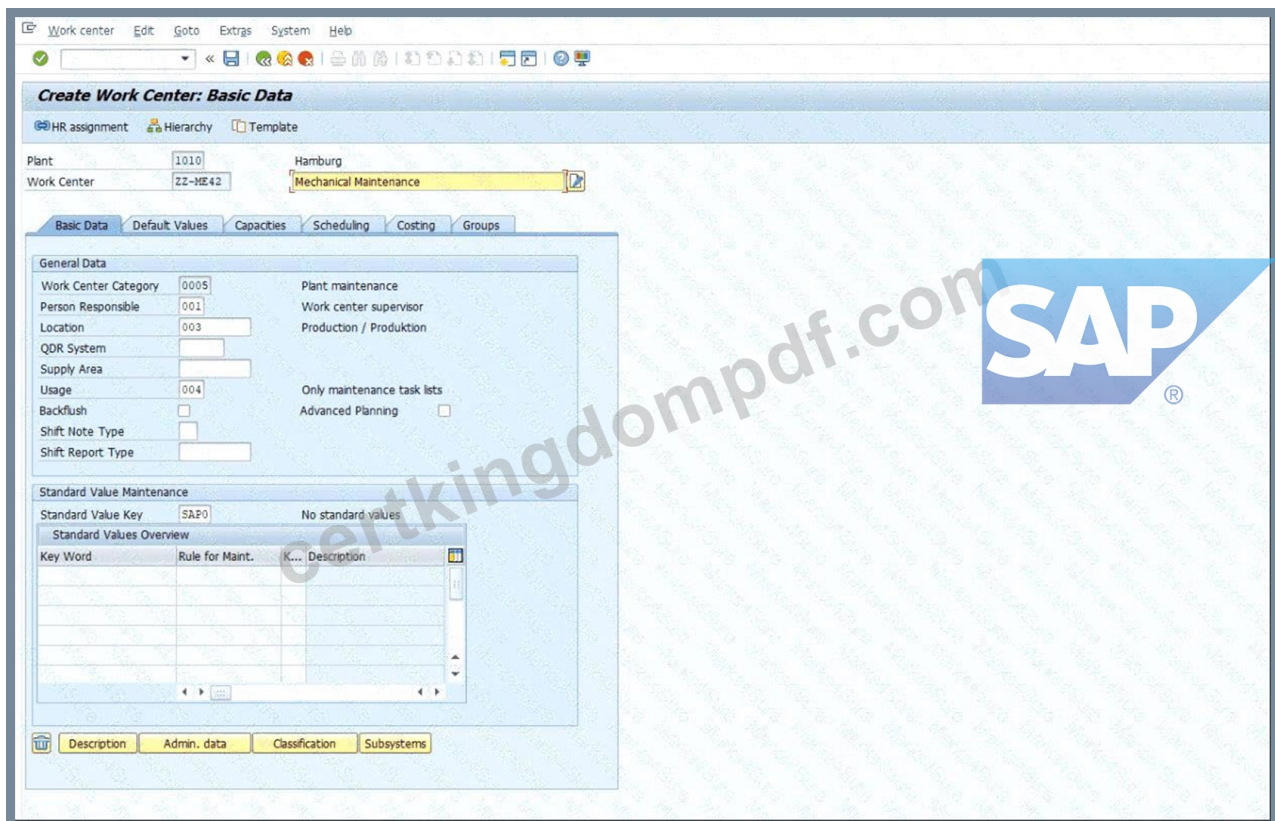 Work center Edit Goto Extras System Help
Create Work Center: Basic Data
HR assignment Hierarchy Template
Plant 1010 Hamburg
Work Center ZZ-ME42 Mechanical Maintenance
Basic Data Default Values Capacities Scheduling Costing Groups
General Data
Work Center Category 0005 Plant maintenance
Person Responsible 001 Work center supervisor
Location 003 Production / Produktion
QDR System
Supply Area
Usage 004 Only maintenance task lists
Backflush Advanced Planning
Shift Note Type
Shift Report Type
Standard Value Maintenance
Standard Value Key SAP0 No standard values
Standard Values Overview
Key Word Rule for Maint. K... Description
Description Admin. data Classification Subsystems
SAP ®
certkingdompdf.com